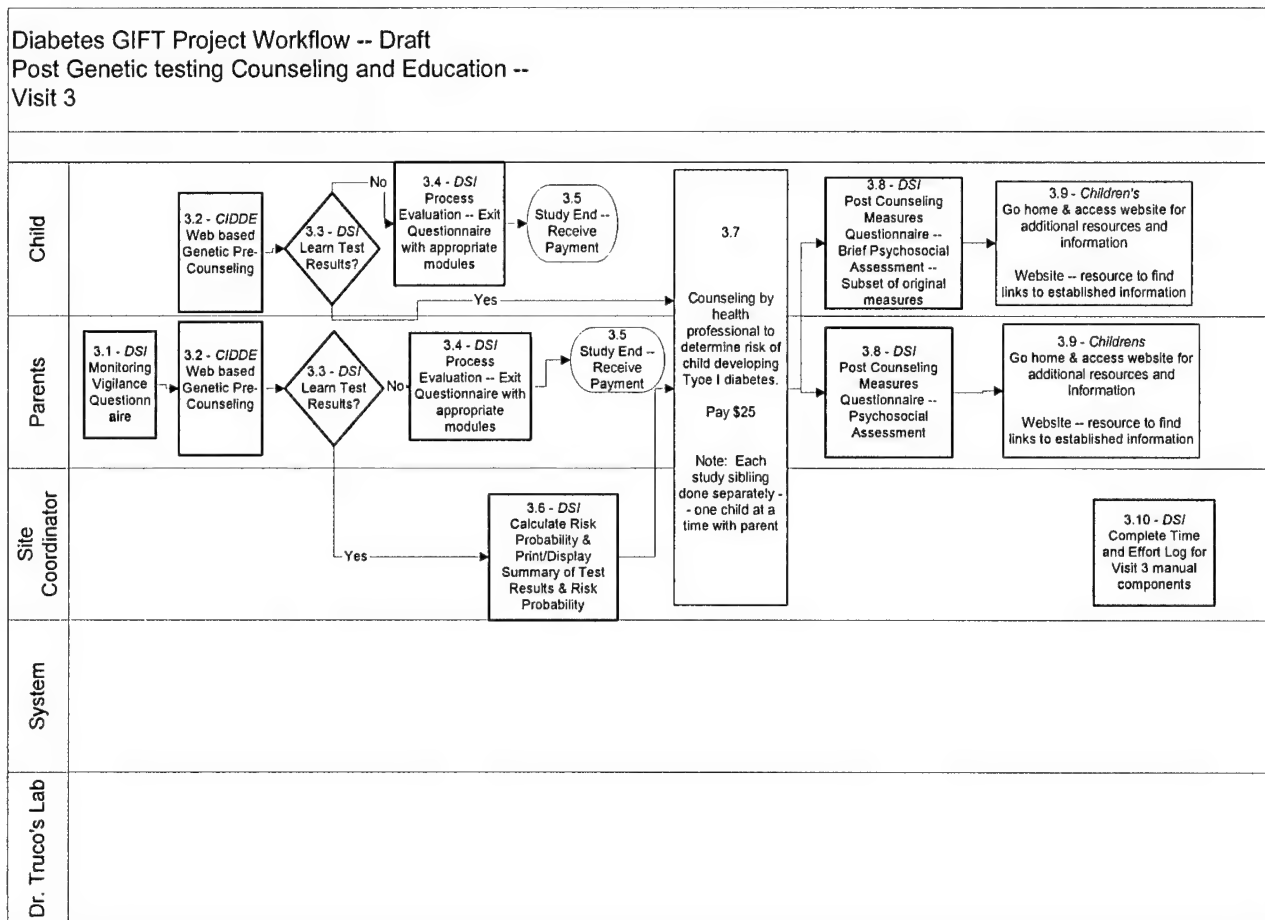 Diabetes GIFT Project Workflow -- Draft
Post Genetic testing Counseling and Education --
Visit 3
Child
3.2 - CIDDE
Web based
Genetic Pre-
Counseling
3.3 - DSI
Learn Test
Results?
No
3.4 - DSI
Process
Evaluation -- Exit
Questionnaire
with appropriate
modules
3.5
Study End --
Receive
Payment
Yes
3.7
Counseling by
health
professional to
determine risk of
child developing
Tyoe I diabetes.
Pay $25
Note: Each
study sibliing
done separately -
- one child at a
time with parent
3.8 - DSI
Post Counseling
Measures
Questionnaire --
Brief Psychosocial
Assessment --
Subset of original
measures
3.9 - Children's
Go home & access website for
additional resources and
information
Website -- resource to find
links to established information
Parents
3.1 - DSI
Monitoring
Vigilance
Questionn
aire
3.2 - CIDDE
Web based
Genetic Pre-
Counseling
3.3 - DSI
Learn Test
Results?
No
3.4 - DSI
Process
Evaluation -- Exit
Questionnaire with
appropriate
modules
3.5
Study End --
Receive
Payment
3.8 - DSI
Post Counseling
Measures
Questionnaire --
Psychosocial
Assessment
3.9 - Childrens
Go home & access website for
additional resources and
Information
Website -- resource to find
links to established information
Site
Coordinator
Yes
3.6 - DSI
Calculate Risk
Probability &
Print/Display
Summary of Test
Results & Risk
Probability
3.10 - DSI
Complete Time
and Effort Log for
Visit 3 manual
components
System
Dr. Truco's Lab